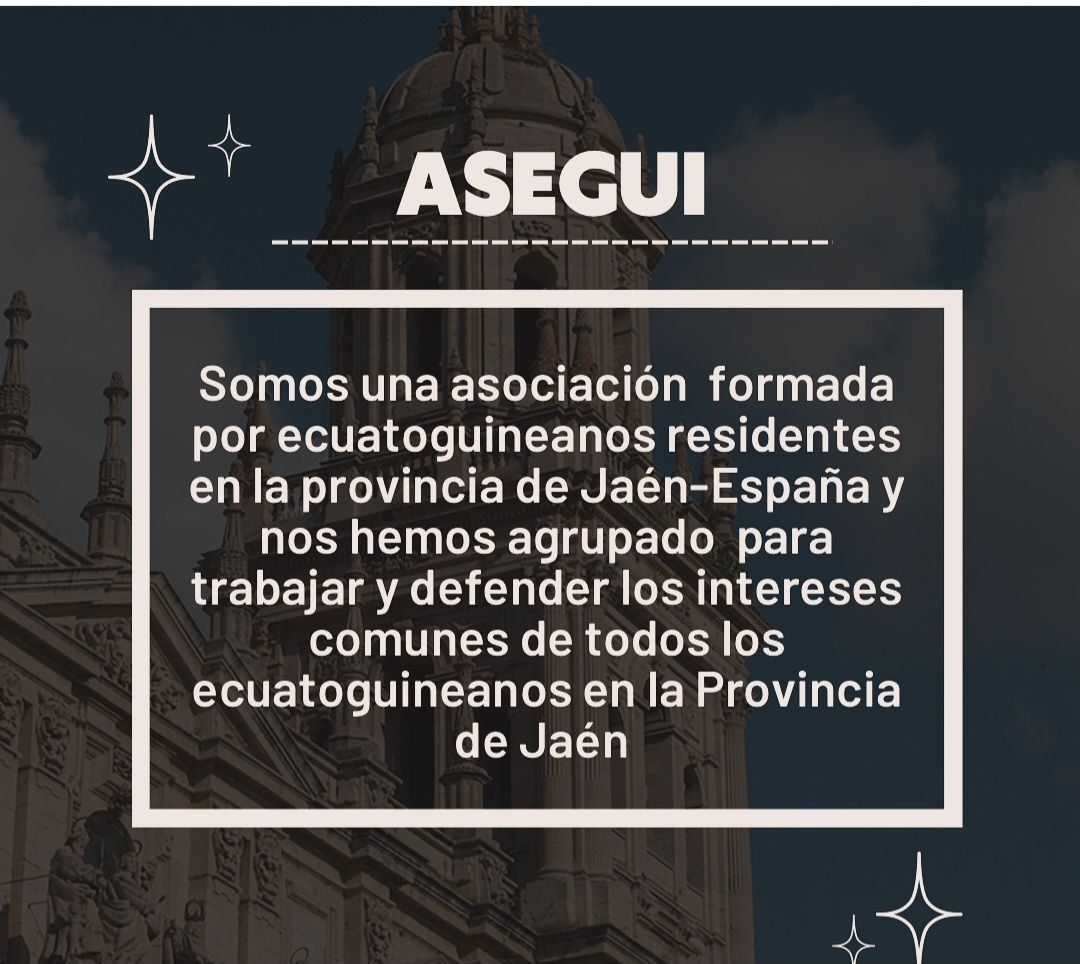 ASEGUI
Somos una asociación formada
por ecuatoguineanos residentes
en la provincia de Jaén-España y
nos hemos agrupado para
trabajar y defender los intereses
comunes de todos los
ecuatoguineanos en la Provincia
de Jaén